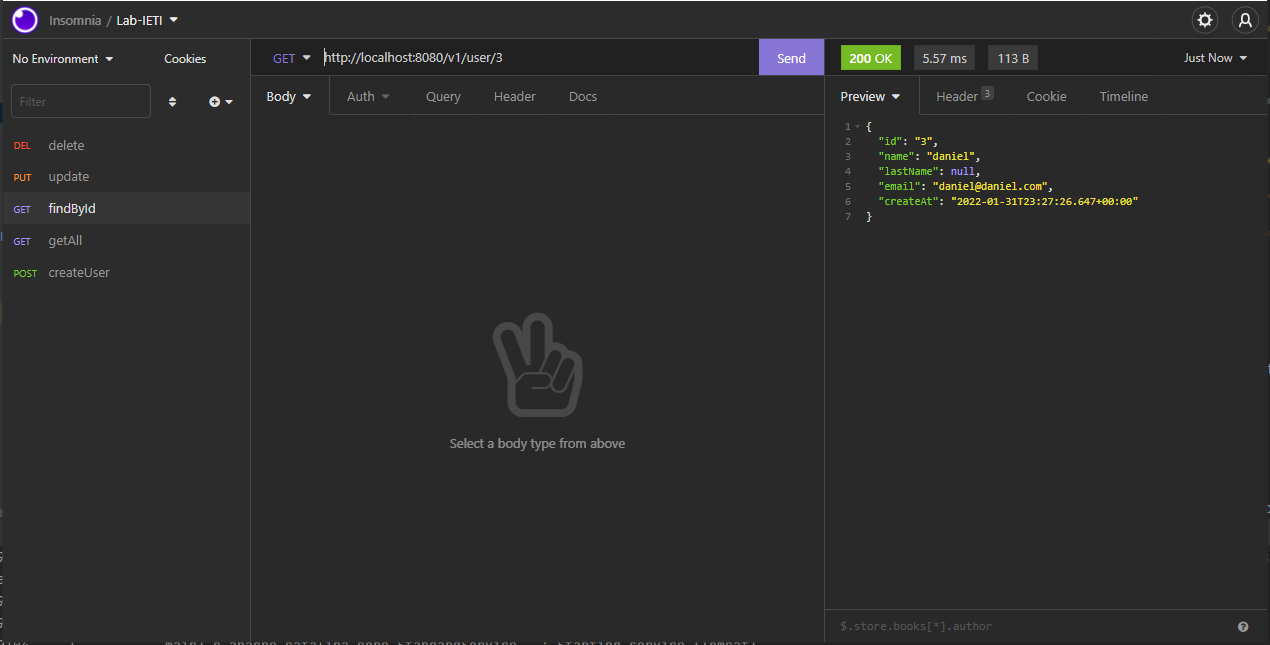 Insomnia / Lab-IETI
No Environment
Cookies
GET http://localhost:8080/v1/user/3
Send
200 OK
5.57 ms
113 B
Just Now
Filter
Body
Auth
Query
Header
Docs
Preview
Header 3
Cookie
Timeline
DEL delete
PUT update
GET findById
GET getAll
POST createUser
1 {
2 "id": "3",
3 "name": "daniel",
4 "lastName": null,
5 "email": "daniel@daniel.com",
6 "createAt": "2022-01-31T23:27:26.647+00:00"
7 }
Select a body type from above
$.store.books[*].author